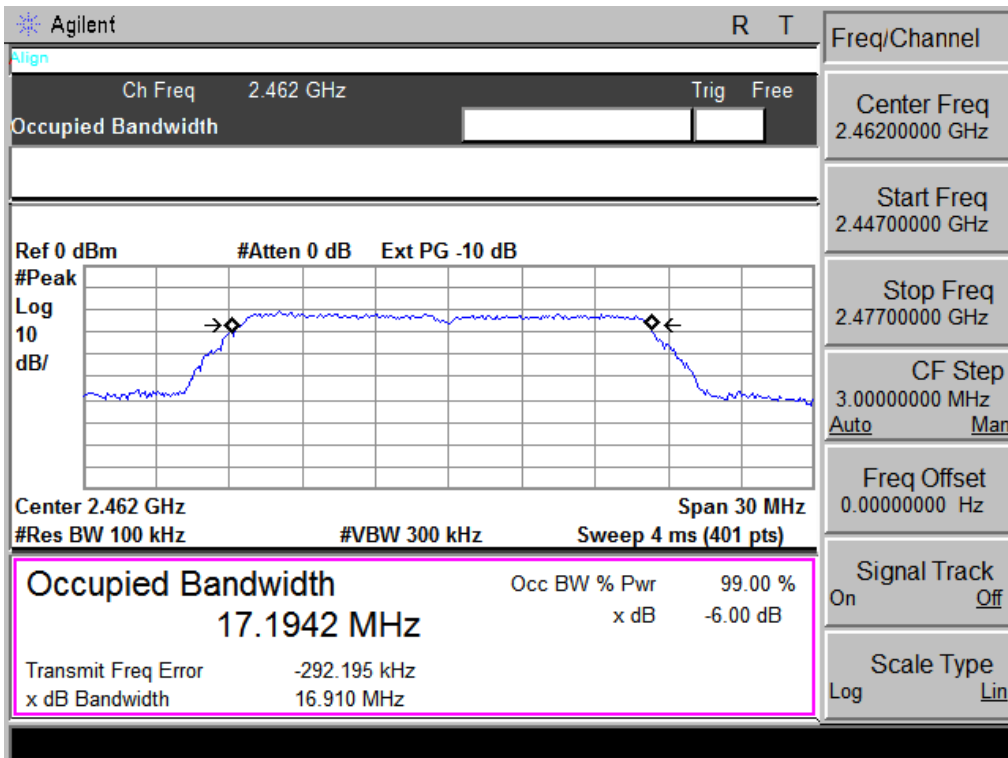 Agilent R T
Align
Ch Freq 2.462 GHz Trig Free
Occupied Bandwidth
Ref 0 dBm #Atten 0 dB Ext PG -10 dB
#Peak
Log
10
dB/
Center 2.462 GHz Span 30 MHz
#Res BW 100 kHz #VBW 300 kHz Sweep 4 ms (401 pts)
Occupied Bandwidth
17.1942 MHz
Occ BW % Pwr 99.00 %
x dB -6.00 dB
Transmit Freq Error -292.195 kHz
x dB Bandwidth 16.910 MHz
Freq/Channel
Center Freq
2.46200000 GHz
Start Freq
2.44700000 GHz
Stop Freq
2.47700000 GHz
CF Step
3.00000000 MHz
Auto Man
Freq Offset
0.00000000 Hz
Signal Track
On Off
Scale Type
Log Lin